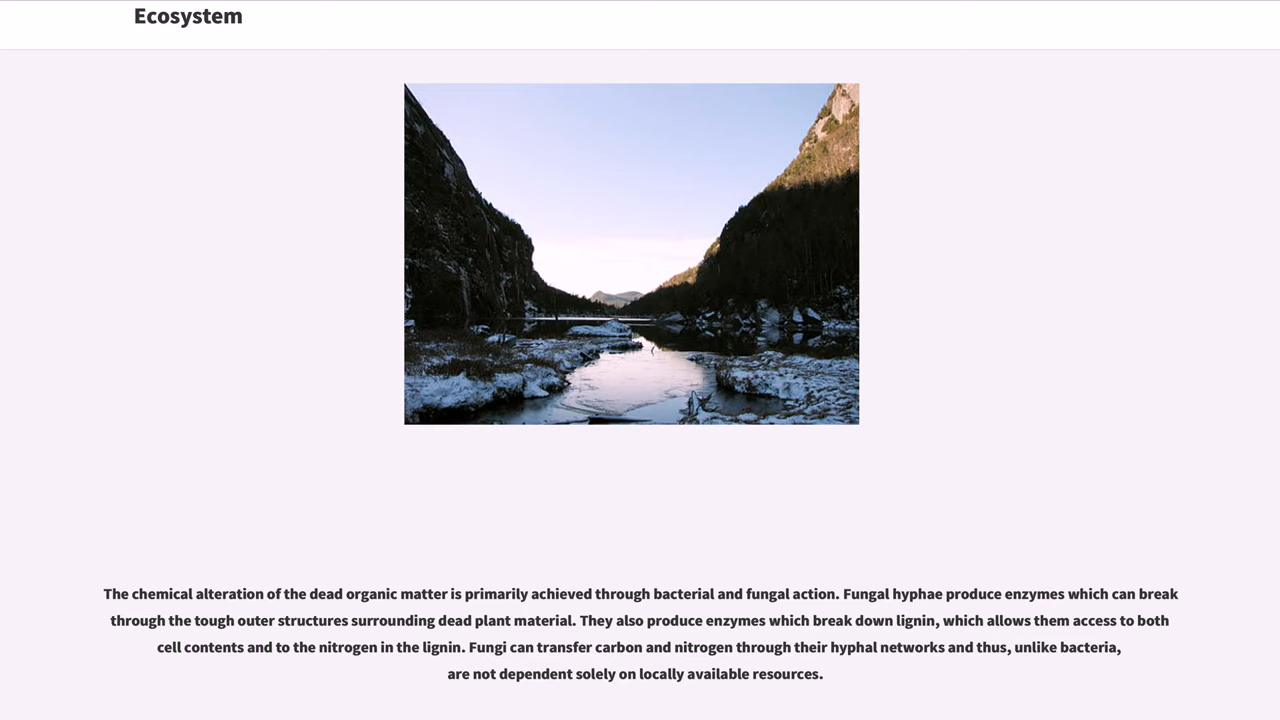 Ecosystem
The chemical alteration of the dead organic matter is primarily achieved through bacterial and fungal action. Fungal hyphae produce enzymes which can break
through the tough outer structures surrounding dead plant material. They also produce enzymes which break down lignin, which allows them access to both
cell contents and to the nitrogen in the lignin. Fungi can transfer carbon and nitrogen through their hyphal networks and thus, unlike bacteria,
are not dependent solely on locally available resources.